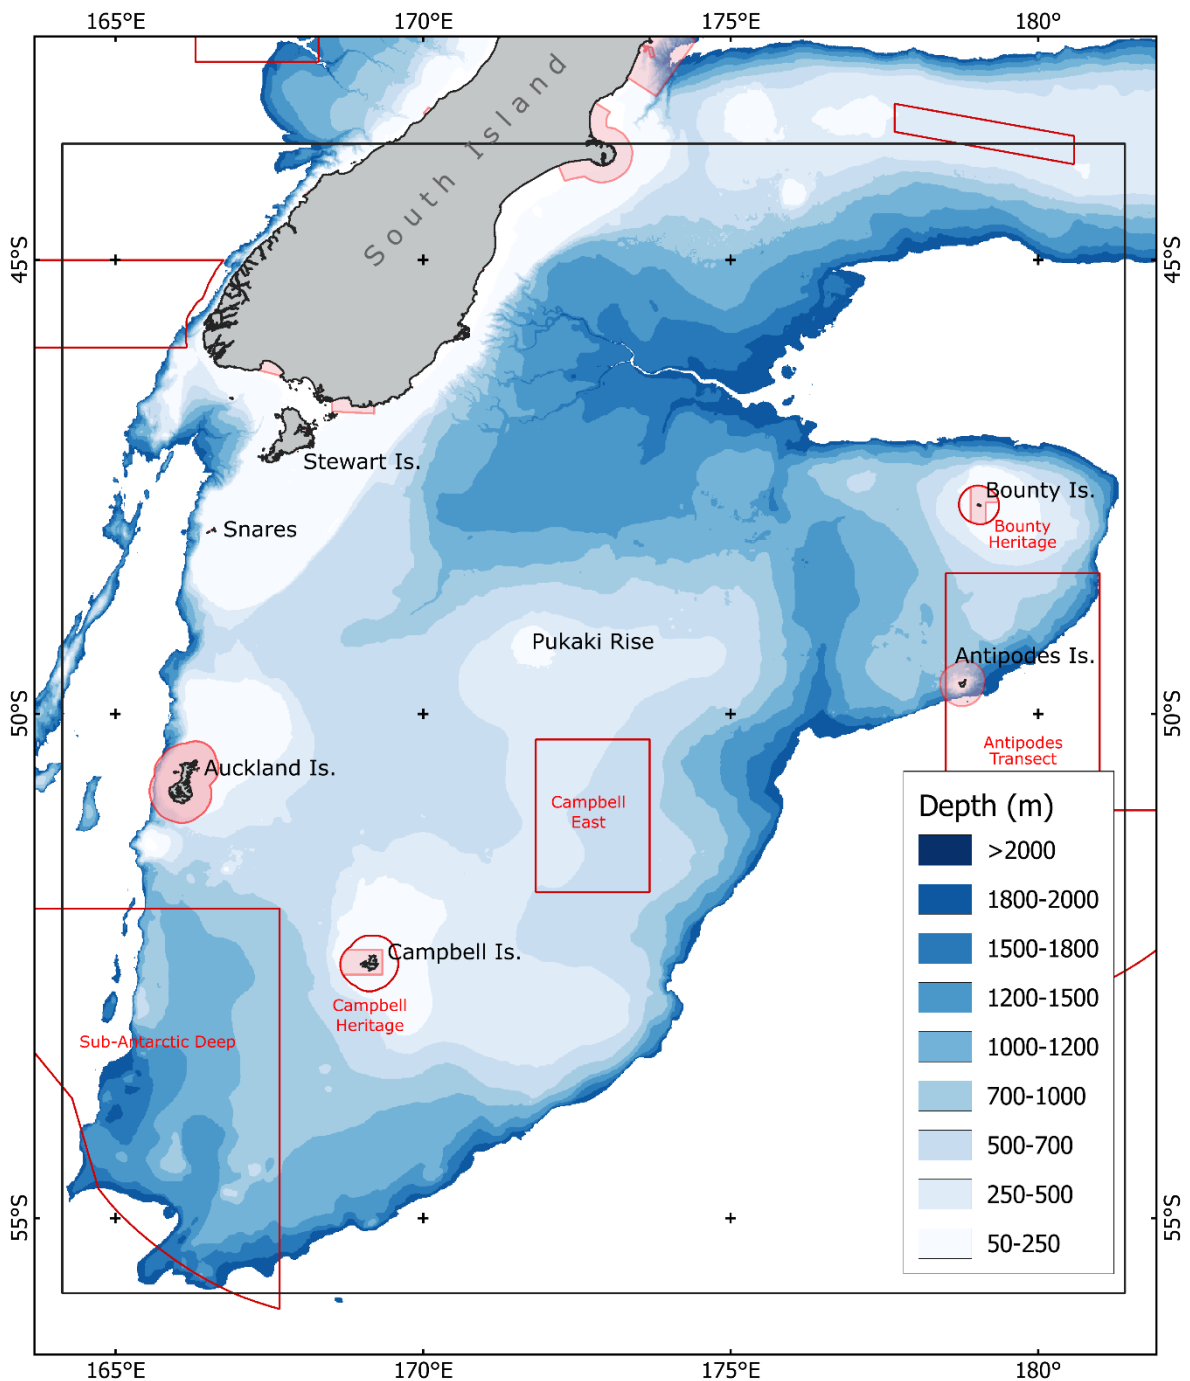 165°E
170°E
175°E
180°
South Island
45°S
45°S
Stewart Is.
Bounty Is.
Snares
Bounty
Heritage
Pukaki Rise
Antipodes Is.
50°S
50°S
Antipodes
Transect
Auckland Is.
Campbell
East
Depth (m)
>2000
1800-2000
1500-1800
1200-1500
1000-1200
700-1000
500-700
250-500
50-250
Campbell Is.
Campbell
Heritage
Sub-Antarctic Deep
55°S
55°S
165°E
170°E
175°E
180°